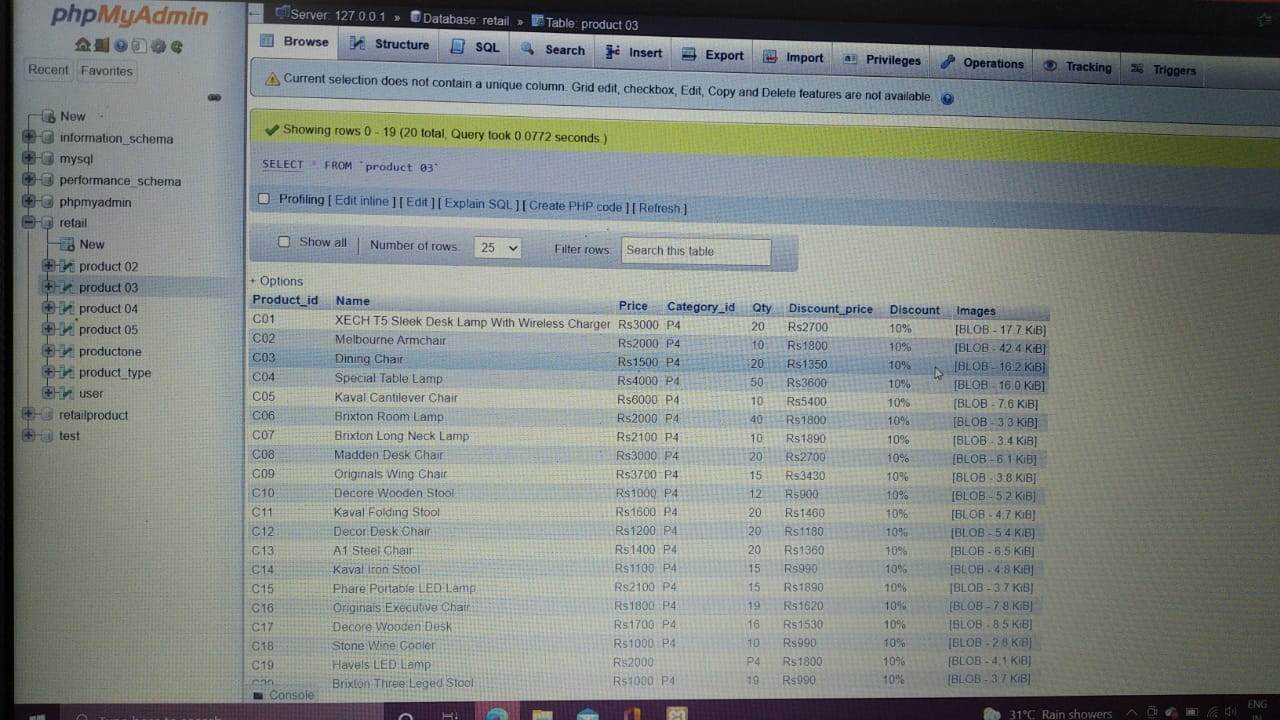 phpMyAdmin
Recent Favorites
New
information_schema
mysql
performance_schema
phpmyadmin
retail
New
product 02
product 03
product 04
product 05
productone
product_type
user
retailproduct
test
Server: 127.0.0.1 » Database: retail » Table: product 03
Browse Structure SQL Search Insert Export Import Privileges Operations Tracking Triggers
Current selection does not contain a unique column. Grid edit, checkbox, Edit, Copy and Delete features are not available.
Showing rows 0 - 19 (20 total, Query took 0.0772 seconds.)
SELECT * FROM `product 03`
Profiling [ Edit inline ] [ Edit ] [ Explain SQL ] [ Create PHP code ] [ Refresh ]
Show all | Number of rows: 25 Filter rows: Search this table
+ Options
Product_id Name Price Category_id Qty Discount_price Discount Images
C01 XECH T5 Sleek Desk Lamp With Wireless Charger Rs3000 P4 20 Rs2700 10% [BLOB - 17.7 KiB]
C02 Melbourne Armchair Rs2000 P4 10 Rs1800 10% [BLOB - 42.4 KiB]
C03 Dining Chair Rs1500 P4 20 Rs1350 10% [BLOB - 16.2 KiB]
C04 Special Table Lamp Rs4000 P4 50 Rs3600 10% [BLOB - 16.0 KiB]
C05 Kaval Cantilever Chair Rs6000 P4 10 Rs5400 10% [BLOB - 7.6 KiB]
C06 Brixton Room Lamp Rs2000 P4 40 Rs1800 10% [BLOB - 3.3 KiB]
C07 Brixton Long Neck Lamp Rs2100 P4 10 Rs1890 10% [BLOB - 3.4 KiB]
C08 Madden Desk Chair Rs3000 P4 20 Rs2700 10% [BLOB - 6.1 KiB]
C09 Originals Wing Chair Rs3700 P4 15 Rs3430 10% [BLOB - 3.8 KiB]
C10 Decore Wooden Stool Rs1000 P4 12 Rs900 10% [BLOB - 5.2 KiB]
C11 Kaval Folding Stool Rs1600 P4 20 Rs1460 10% [BLOB - 4.7 KiB]
C12 Decor Desk Chair Rs1200 P4 20 Rs1180 10% [BLOB - 5.4 KiB]
C13 A1 Steel Chair Rs1400 P4 20 Rs1360 10% [BLOB - 6.5 KiB]
C14 Kaval Iron Stool Rs1100 P4 15 Rs990 10% [BLOB - 4.8 KiB]
C15 Phare Portable LED Lamp Rs2100 P4 15 Rs1890 10% [BLOB - 3.7 KiB]
C16 Originals Executive Chair Rs1800 P4 19 Rs1620 10% [BLOB - 7.8 KiB]
C17 Decore Wooden Desk Rs1700 P4 16 Rs1530 10% [BLOB - 8.5 KiB]
C18 Stone Wine Cooler Rs1000 P4 10 Rs990 10% [BLOB - 2.8 KiB]
C19 Havels LED Lamp Rs2000 P4 Rs1800 10% [BLOB - 4.1 KiB]
C20 Brixton Three Leged Stool Rs1000 P4 19 Rs990 10% [BLOB - 3.7 KiB]
Console
31°C Rain showers ENG